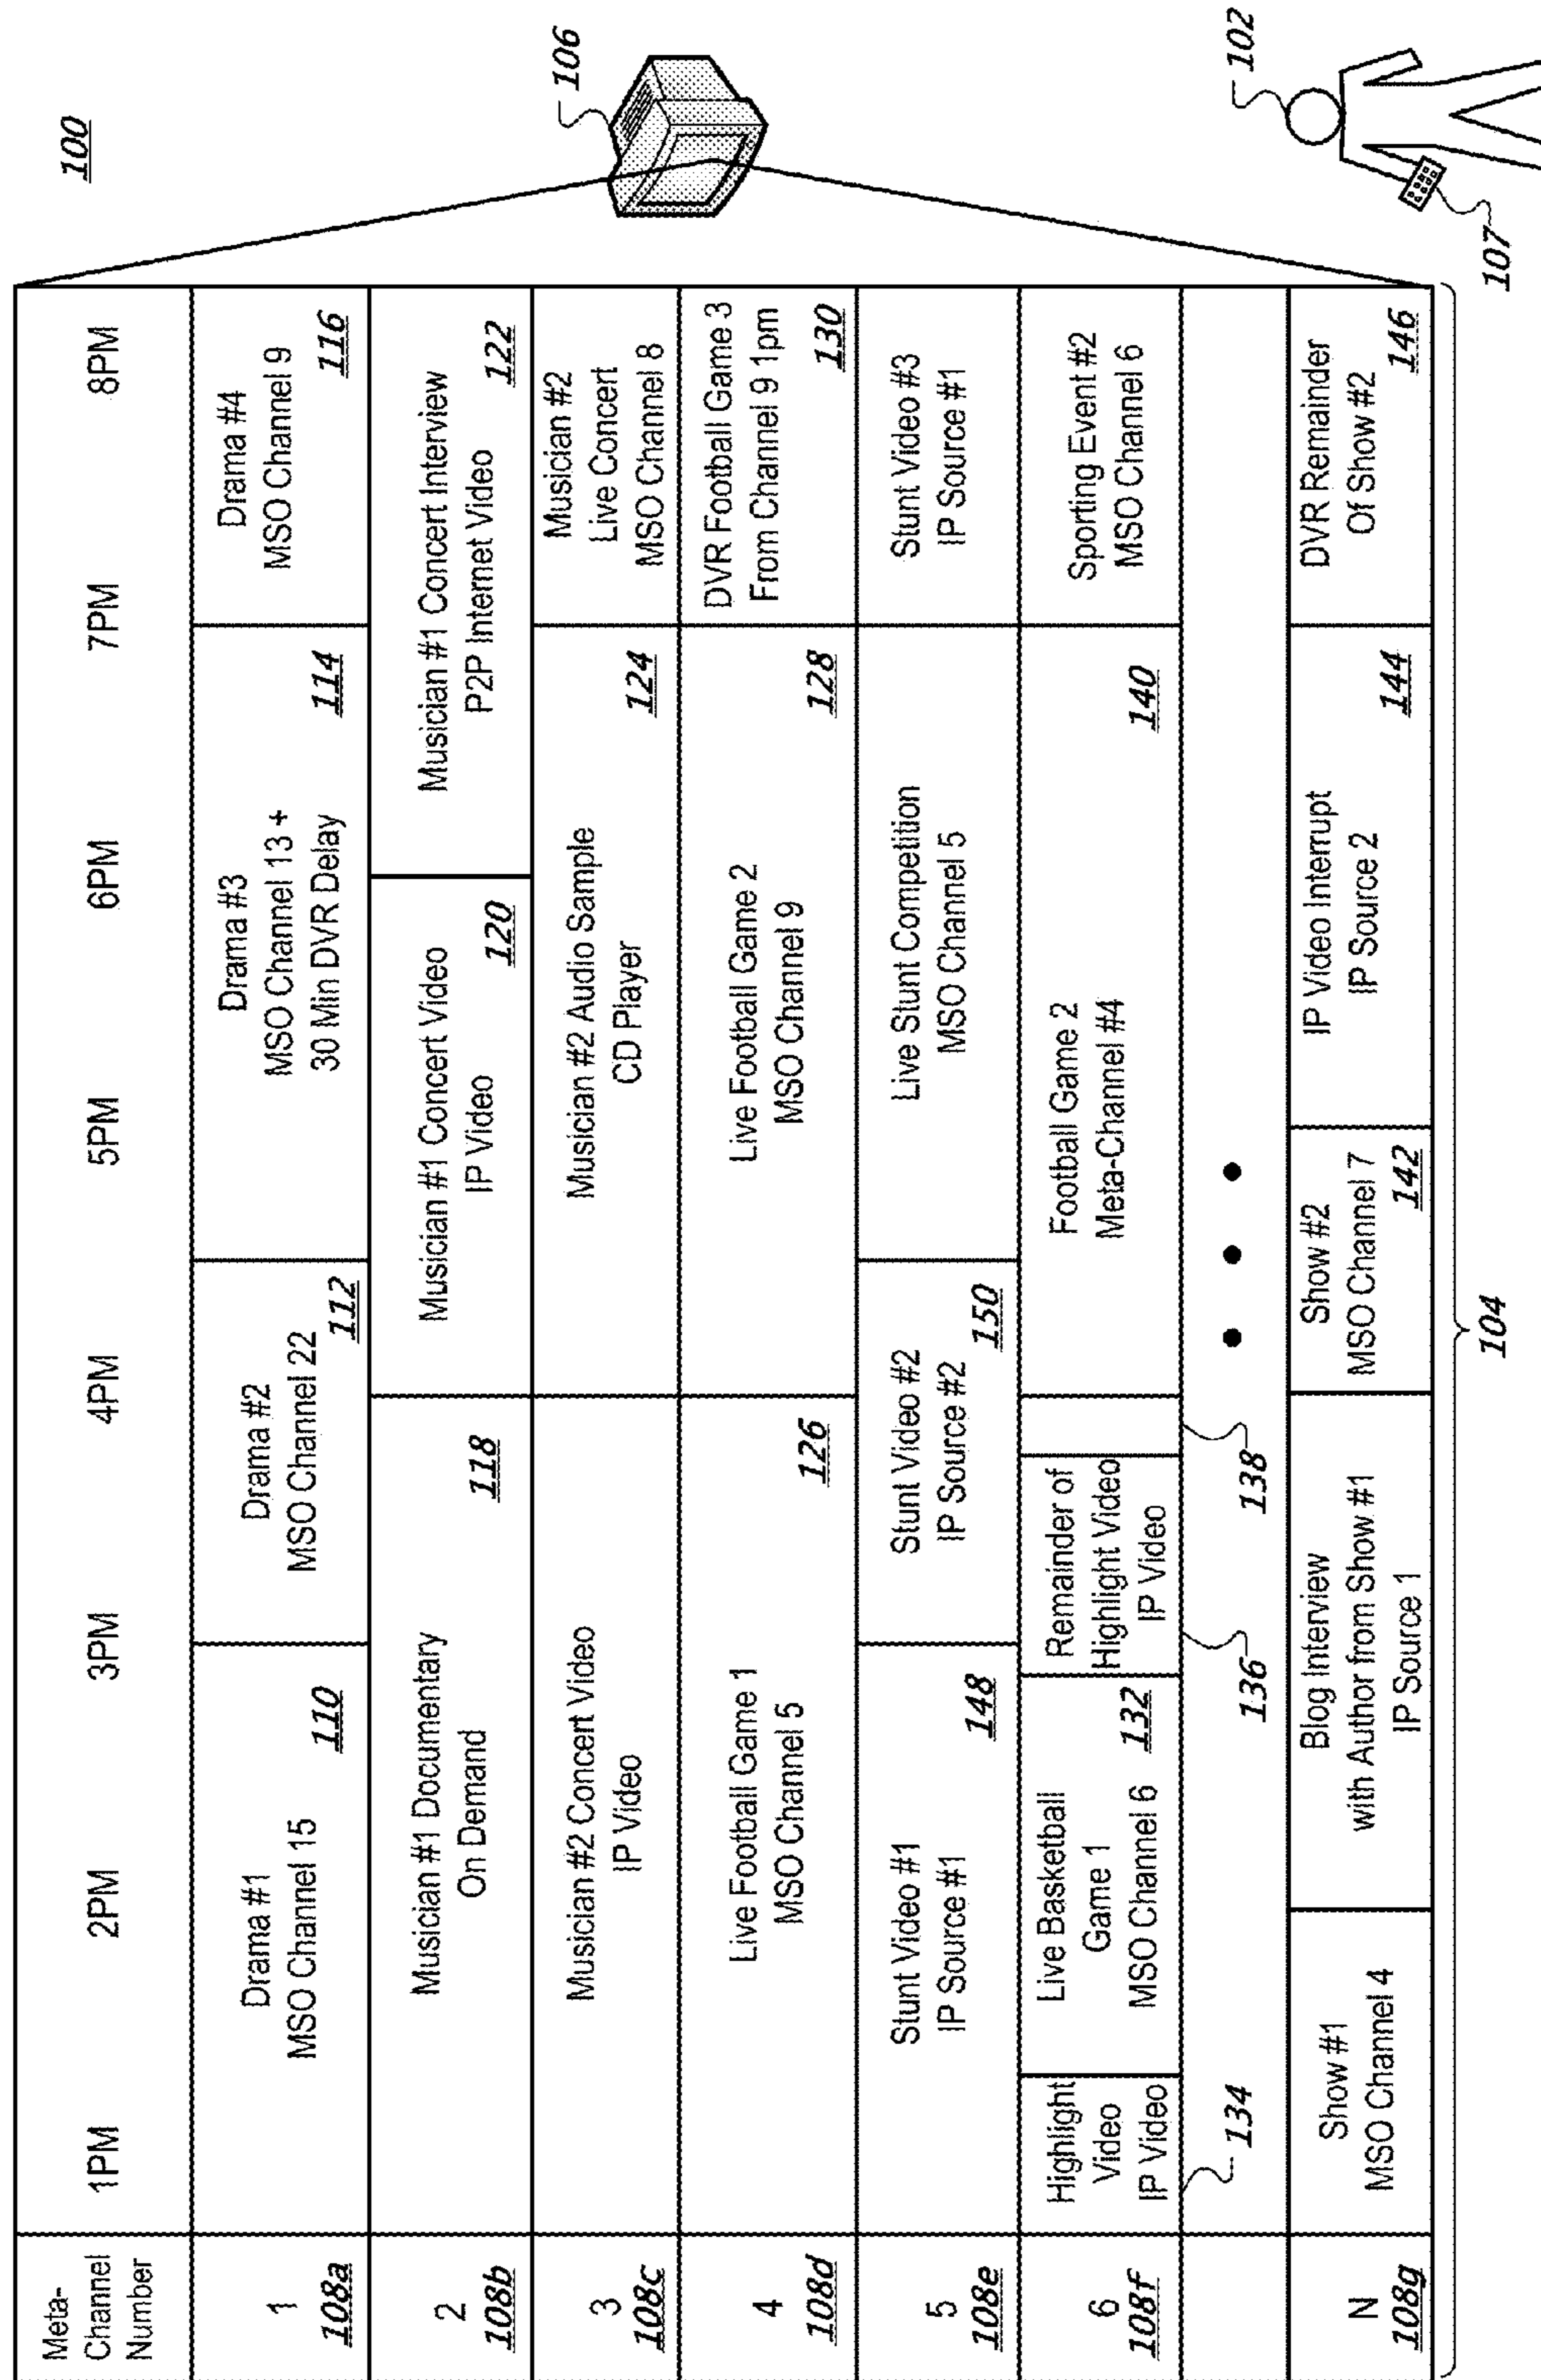 100
Meta-
Channel
Number
1PM
2PM
3PM
4PM
5PM
6PM
7PM
8PM
1
108a
Drama #1
MSO Channel 15
110
Drama #2
MSO Channel 22
112
Drama #3
MSO Channel 13 +
30 Min DVR Delay
114
Drama #4
MSO Channel 9
116
2
108b
Musician #1 Documentary
On Demand
118
Musician #1 Concert Video
IP Video
120
Musician #1 Concert Interview
P2P Internet Video
122
3
108c
Musician #2 Concert Video
IP Video
Musician #2 Audio Sample
CD Player
124
Musician #2
Live Concert
MSO Channel 8
4
108d
Live Football Game 1
MSO Channel 5
126
Live Football Game 2
MSO Channel 9
128
DVR Football Game 3
From Channel 9 1pm
130
5
108e
Stunt Video #1
IP Source #1
148
Stunt Video #2
IP Source #2
150
Live Stunt Competition
MSO Channel 5
Stunt Video #3
IP Source #1
6
108f
Highlight
Video
IP Video
134
Live Basketball
Game 1
MSO Channel 6
132
Remainder of
Highlight Video
IP Video
136
138
Football Game 2
Meta-Channel #4
140
Sporting Event #2
MSO Channel 6
N
108g
Show #1
MSO Channel 4
Blog Interview
with Author from Show #1
IP Source 1
Show #2
MSO Channel 7
142
IP Video Interrupt
IP Source 2
144
DVR Remainder
Of Show #2
146
104
106
102
107